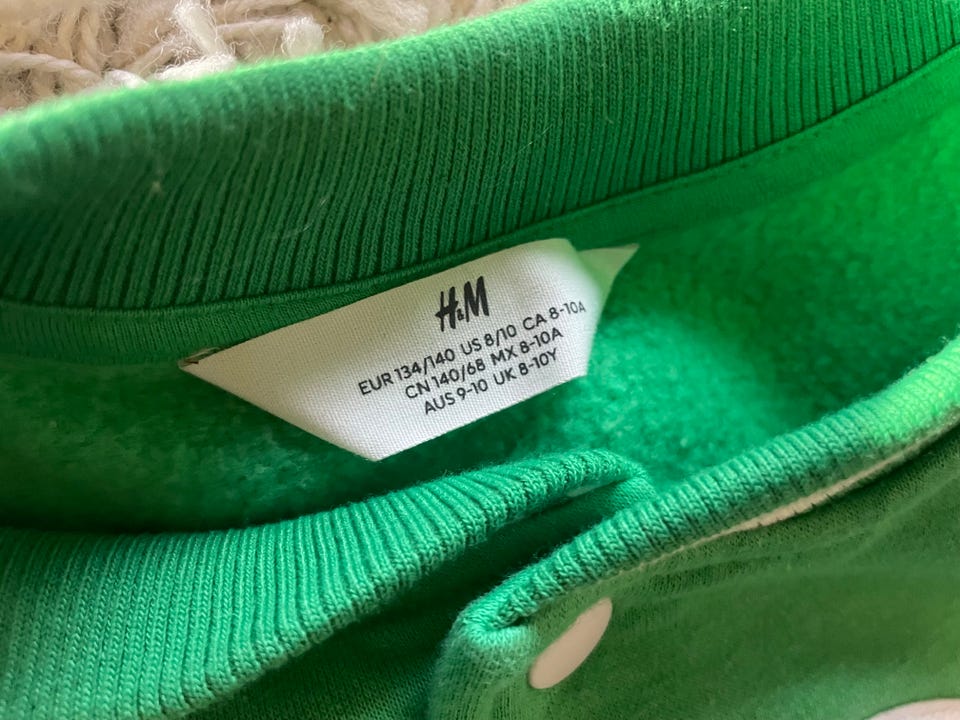 H&M
EUR 134/140 US 8/10 CA 8-10A
CN 140/68 MX 8-10A
AUS 9-10 UK 8-10Y